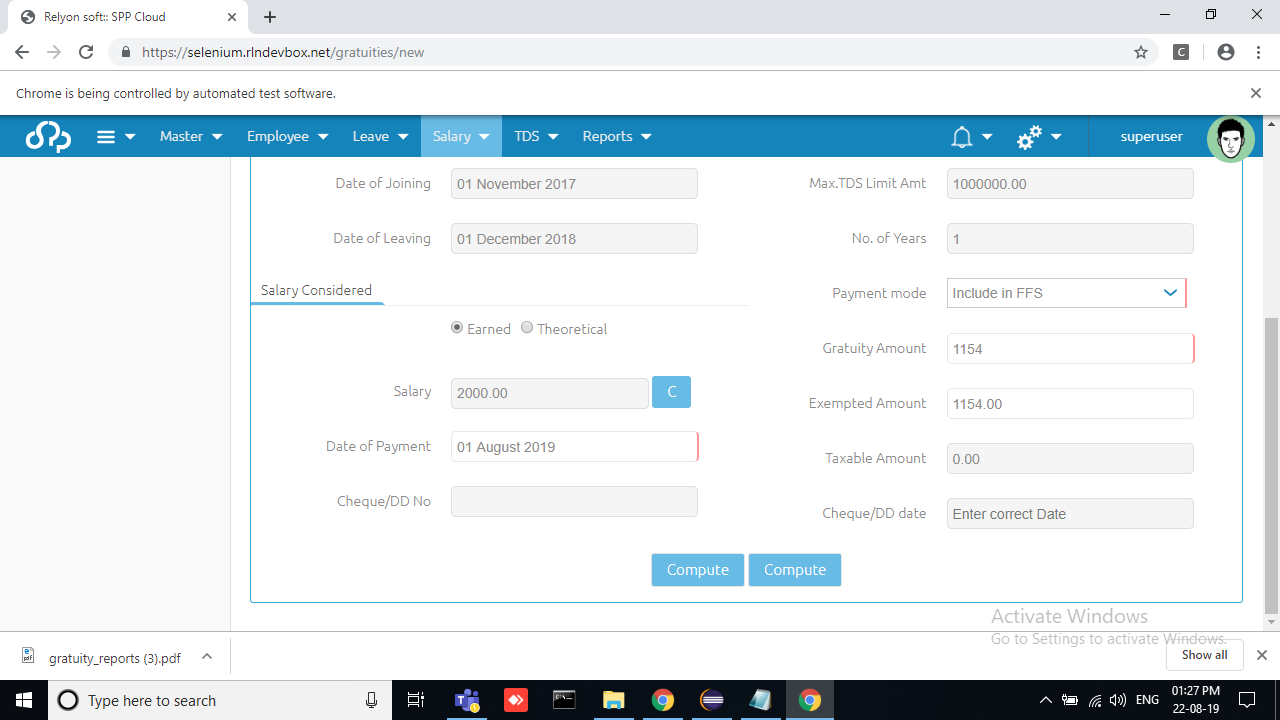 Relyon soft:: SPP Cloud
https://selenium.rlndevbox.net/gratuities/new
C
Chrome is being controlled by automated test software.
Master
Employee
Leave
Salary
TDS
Reports
superuser
Date of Joining
01 November 2017
Max.TDS Limit Amt
1000000.00
Date of Leaving
01 December 2018
No. of Years
1
Salary Considered
Payment mode
Include in FFS
Earned
Theoretical
Gratuity Amount
1154
Salary
2000.00
C
Exempted Amount
1154.00
Date of Payment
01 August 2019
Taxable Amount
0.00
Cheque/DD No
Cheque/DD date
Enter correct Date
Compute
Compute
Activate Windows
Go to Settings to activate Windows.
gratuity_reports (3).pdf
Show all
Type here to search
ENG
01:27 PM
22-08-19